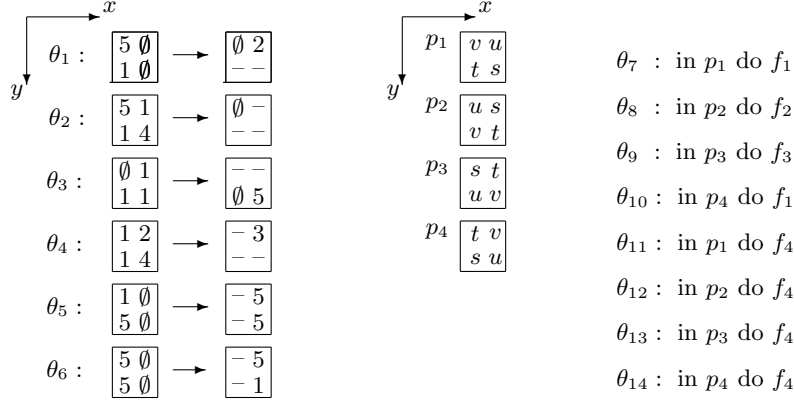 x
y
θ1 : 5 ∅ → ∅ 2
1 ∅ – –
θ2 : 5 1 → ∅ –
1 4 – –
θ3 : ∅ 1 → – –
1 1 ∅ 5
θ4 : 1 2 → – 3
1 4 – –
θ5 : 1 ∅ → – 5
5 ∅ – 5
θ6 : 5 ∅ → – 5
5 ∅ – 1
x
y
p1 v u
t s
p2 u s
v t
p3 s t
u v
p4 t v
s u
θ7 : in p1 do f1
θ8 : in p2 do f2
θ9 : in p3 do f3
θ10 : in p4 do f1
θ11 : in p1 do f4
θ12 : in p2 do f4
θ13 : in p3 do f4
θ14 : in p4 do f4